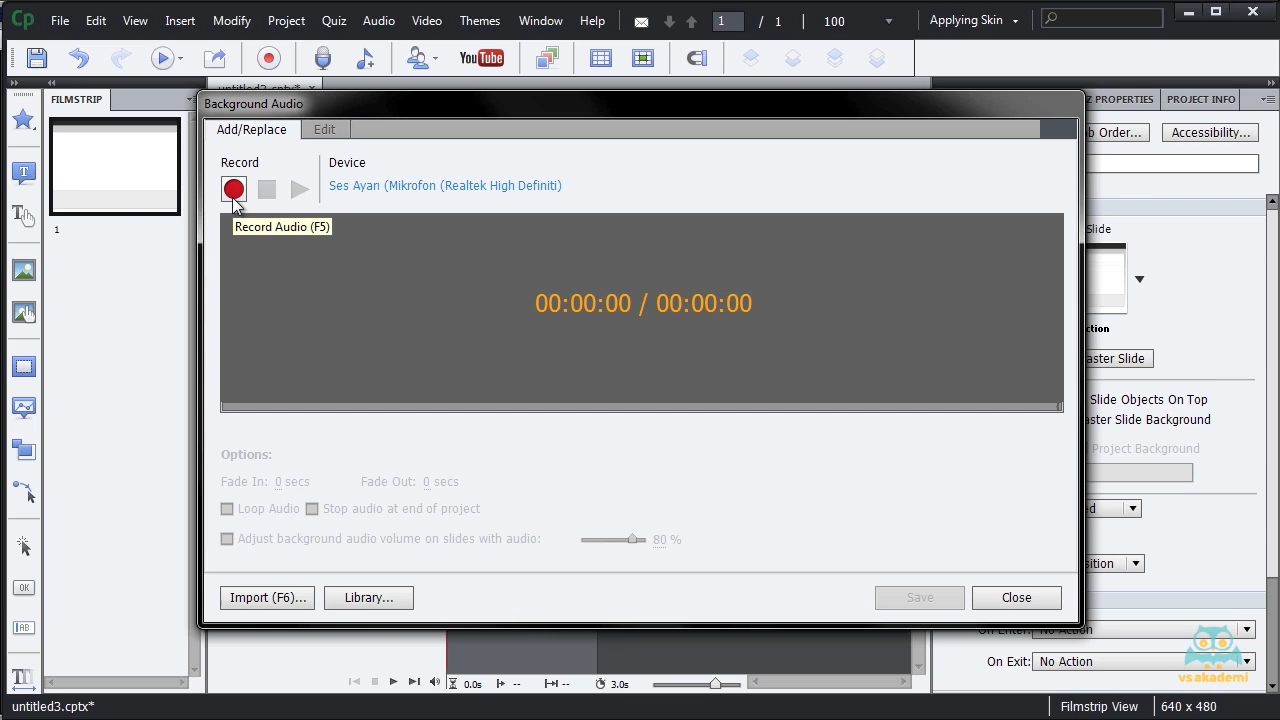 Cp File Edit View Insert Modify Project Quiz Audio Video Themes Window Help 1 / 1 100 Applying Skin
YouTube
FILMSTRIP
untitled3.cptx*
PROPERTIES PROJECT INFO
Background Audio
Add/Replace Edit
Order... Accessibility...
Record Device
Ses Ayarı (Mikrofon (Realtek High Definiti)
Record Audio (F5)
1
Slide
00:00:00 / 00:00:00
Slide Objects On Top
Slide Background
Project Background
Options:
Fade In: 0 secs Fade Out: 0 secs
Loop Audio Stop audio at end of project
Adjust background audio volume on slides with audio: 80 %
Import (F6)... Library... Save Close
On Enter: No Action
On Exit: No Action
OK
AB
0.0s 3.0s
vs akademi
untitled3.cptx* Filmstrip View 640 x 480